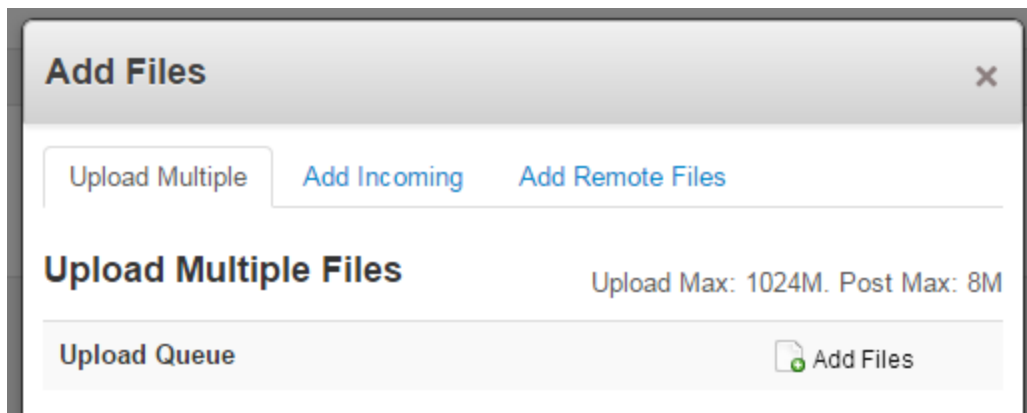 Add Files ×
Upload Multiple Add Incoming Add Remote Files
Upload Multiple Files Upload Max: 1024M. Post Max: 8M
Upload Queue Add Files